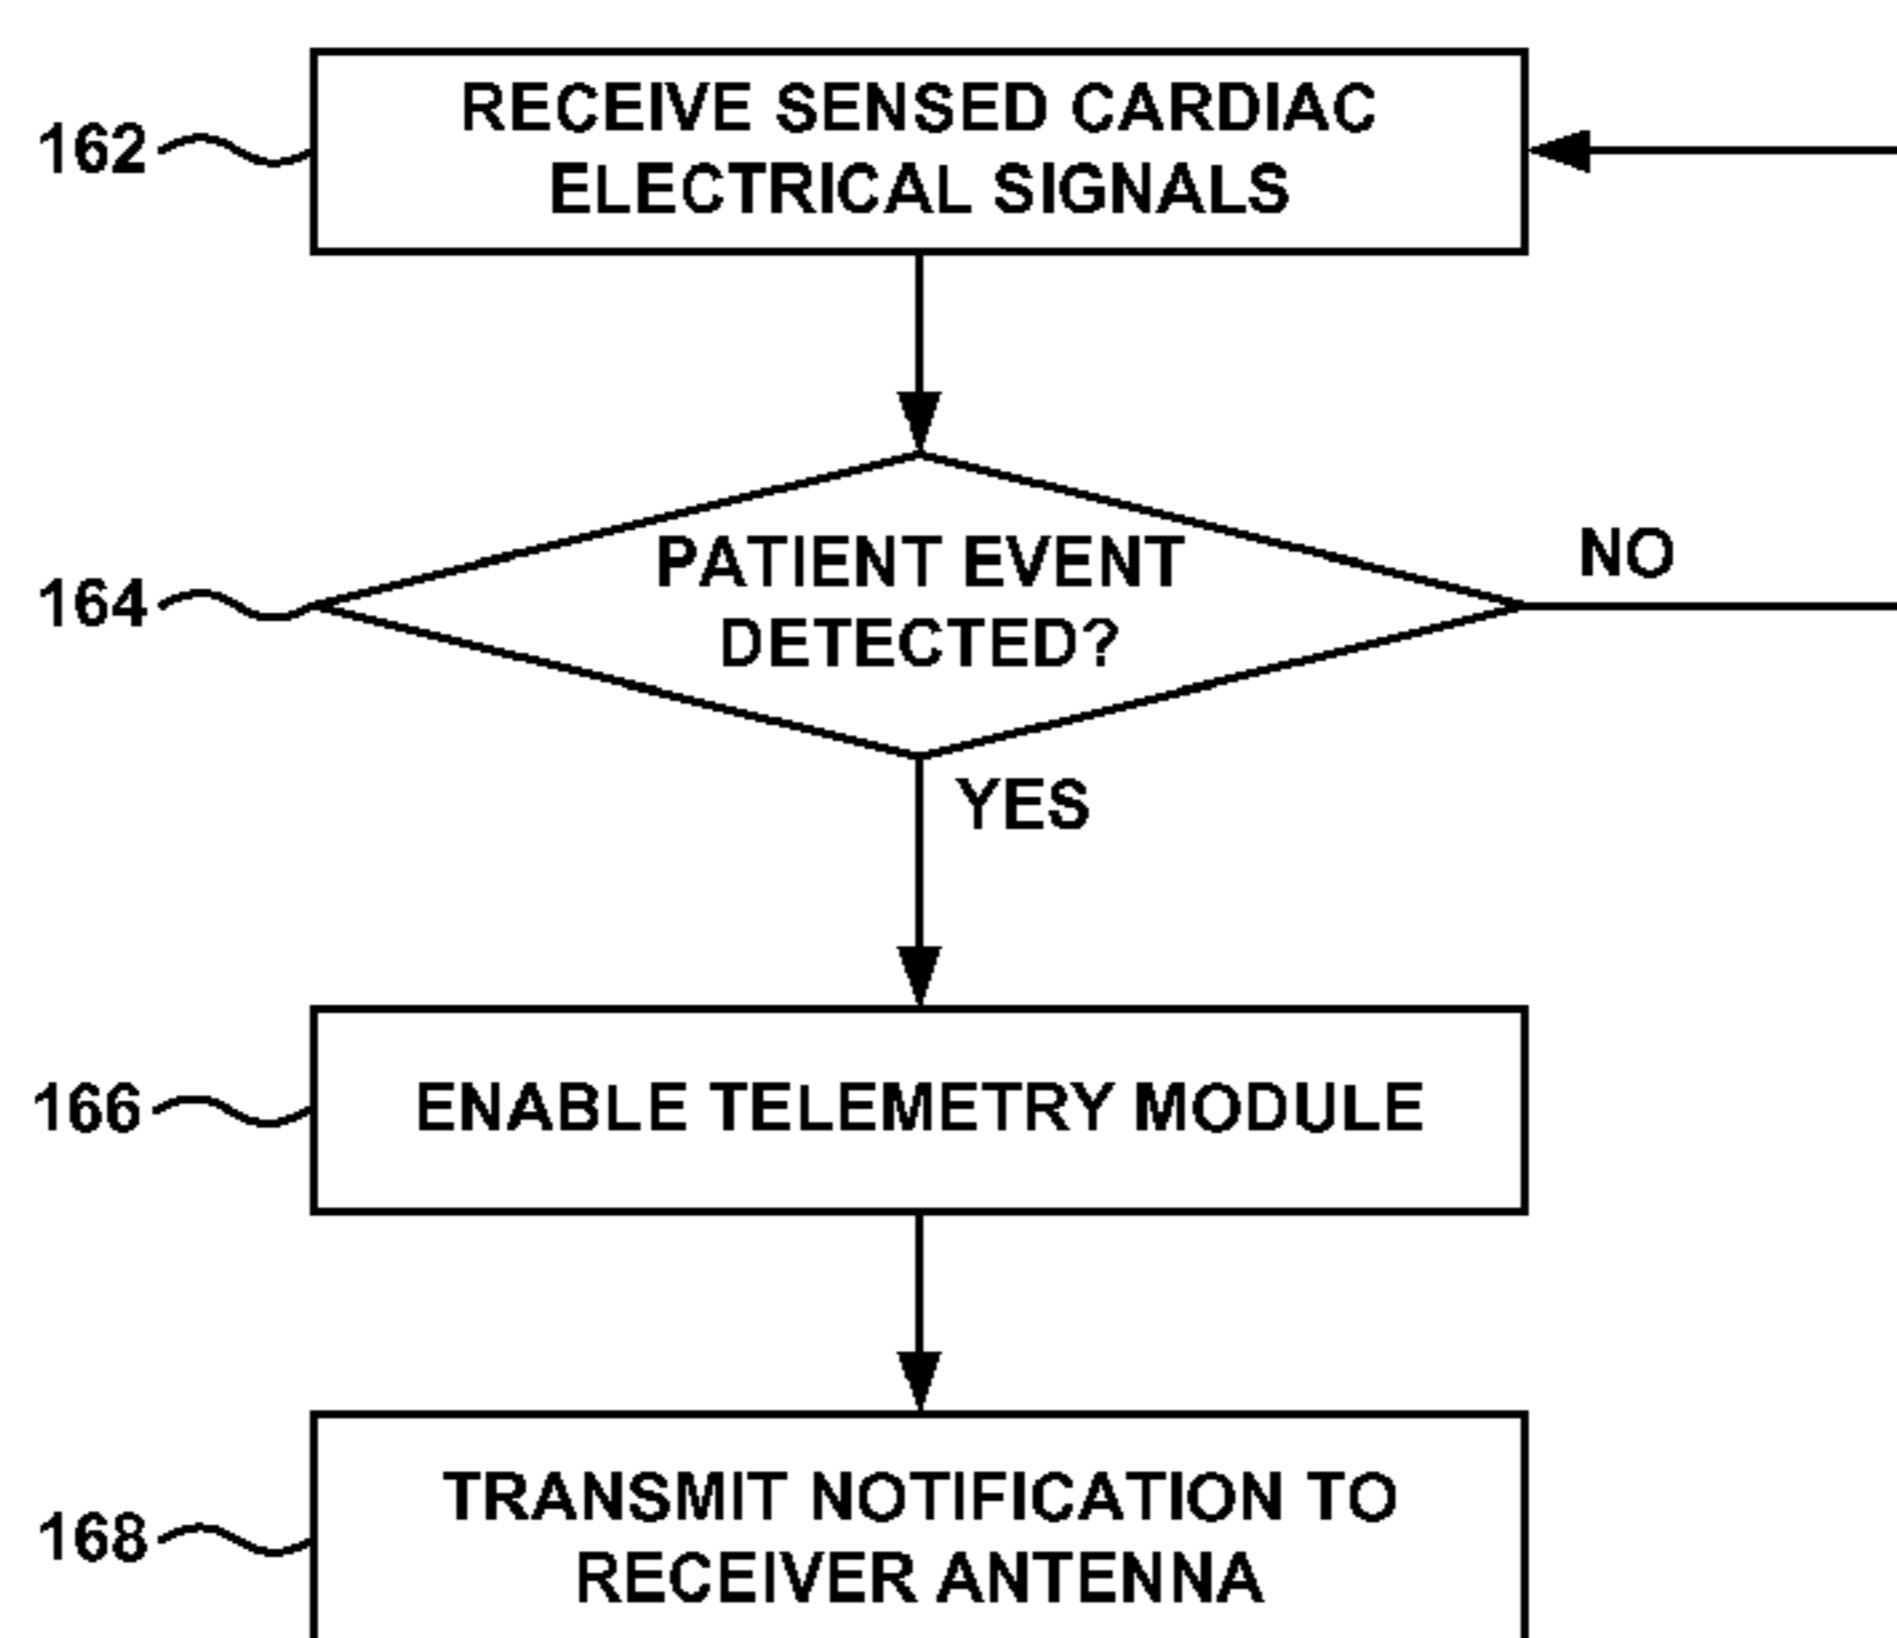 162
RECEIVE SENSED CARDIAC
ELECTRICAL SIGNALS
164
PATIENT EVENT
DETECTED?
NO
YES
166
ENABLE TELEMETRY MODULE
168
TRANSMIT NOTIFICATION TO
RECEIVER ANTENNA